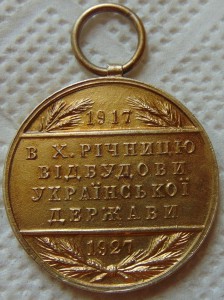 1917
В X. РІЧНИЦЮ
ВІДБУДОВИ
УКРАЇНСЬКОЇ
ДЕРЖАВИ
1927